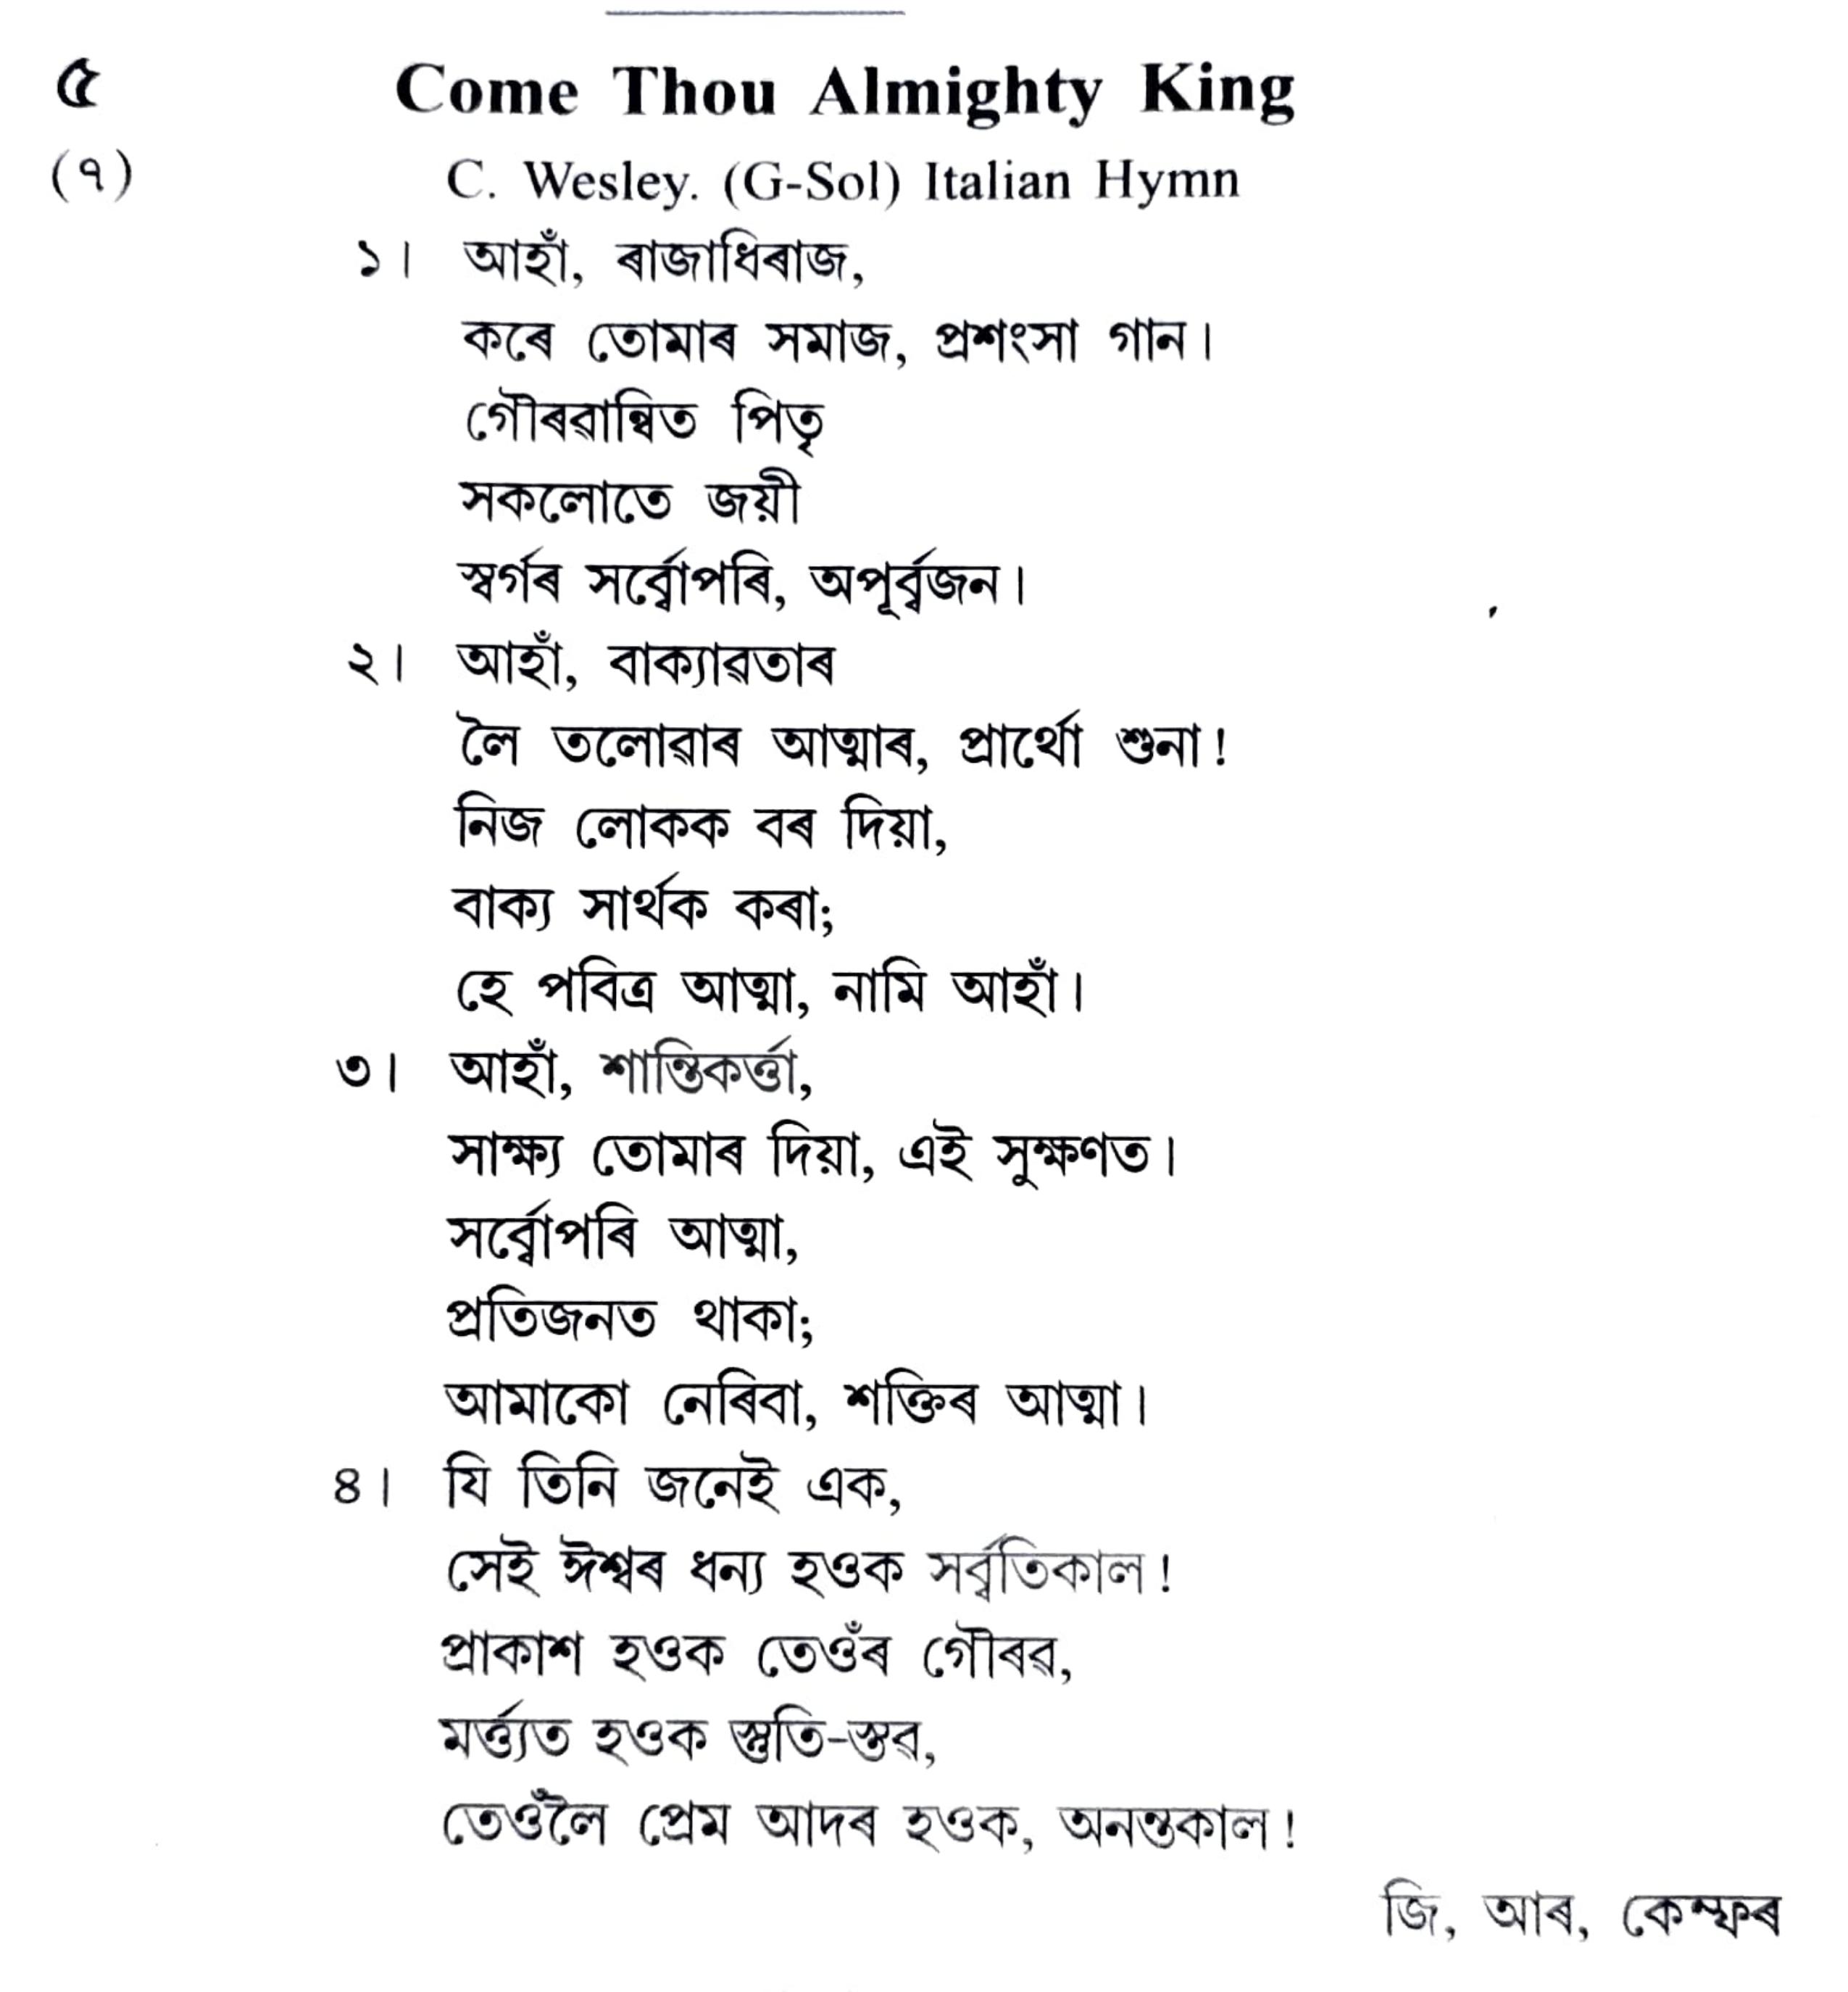 ৫ Come Thou Almighty King
(৭) C. Wesley. (G-Sol) Italian Hymn
১। আহাঁ, ৰাজাধিৰাজ,
কৰে তোমাৰ সমাজ, প্ৰশংসা গান।
গৌৰৱান্বিত পিতৃ
সকলোতে জয়ী
স্বৰ্গৰ সৰ্ব্বোপৰি, অপূৰ্ব্বজন।
২। আহাঁ, বাক্যাৱতাৰ
লৈ তলোৱাৰ আত্মাৰ, প্ৰাৰ্থো শুনা!
নিজ লোকক বৰ দিয়া,
বাক্য সাৰ্থক কৰা;
হে পবিত্ৰ আত্মা, নামি আহাঁ।
৩। আহাঁ, শান্তিকৰ্ত্তা,
সাক্ষ্য তোমাৰ দিয়া, এই সুক্ষণত।
সৰ্ব্বোপৰি আত্মা,
প্ৰতিজনত থাকা;
আমাকো নেৰিবা, শক্তিৰ আত্মা।
৪। যি তিনি জনেই এক,
সেই ঈশ্বৰ ধন্য হওক সৰ্ব্বতিকাল!
প্ৰাকাশ হওক তেওঁৰ গৌৰৱ,
মৰ্ত্ত্যত হওক স্তুতি-স্তৱ,
তেওঁলৈ প্ৰেম আদৰ হওক, অনন্তকাল!
জি, আৰ, কেম্ফৰ